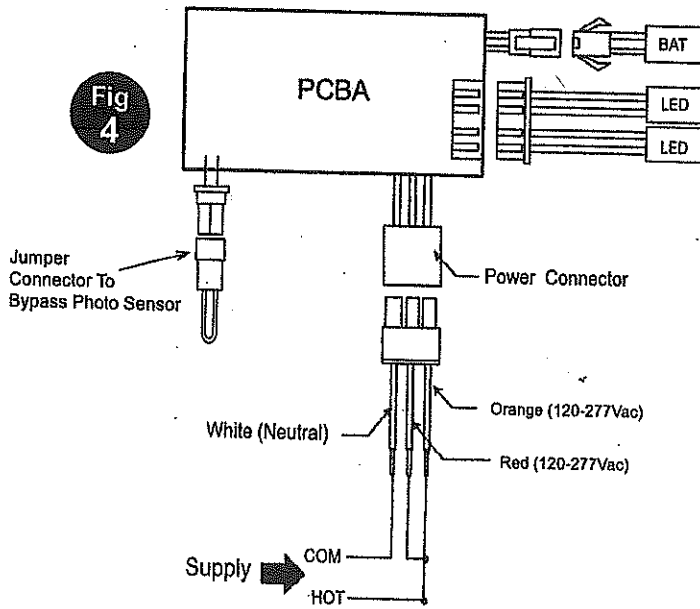 PCBA
BAT
LED
LED
Fig
4
Jumper
Connector To
Bypass Photo Sensor
Power Connector
White (Neutral)
Orange (120-277Vac)
Red (120-277Vac)
Supply
COM
HOT